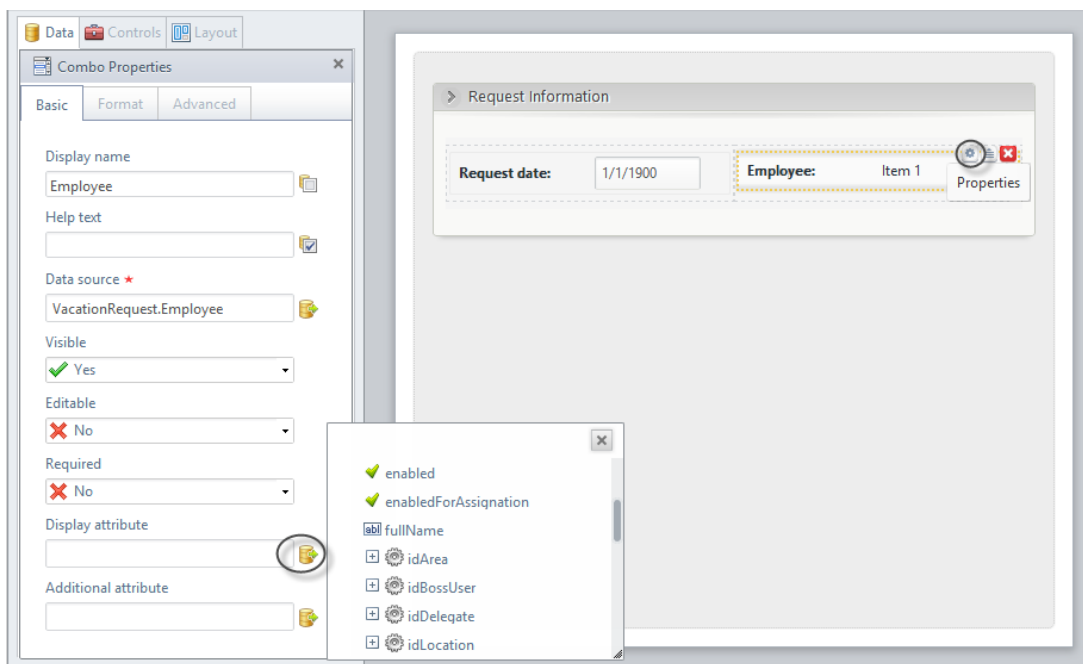 Data Controls Layout
Combo Properties
Basic Format Advanced
Display name
Employee
Help text
Data source ★
VacationRequest.Employee
Visible
Yes
Editable
No
Required
No
Display attribute
Additional attribute
enabled
enabledForAssignation
abl fullName
idArea
idBossUser
idDelegate
idLocation
Request Information
Request date: 1/1/1900 Employee: Item 1
Properties